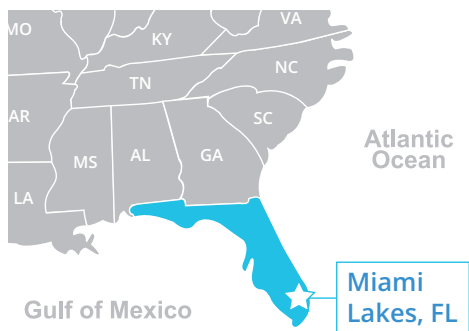 MO
KY
VA
TN
NC
AR
SC
MS
AL
GA
LA
Atlantic
Ocean
Gulf of Mexico
Miami
Lakes, FL